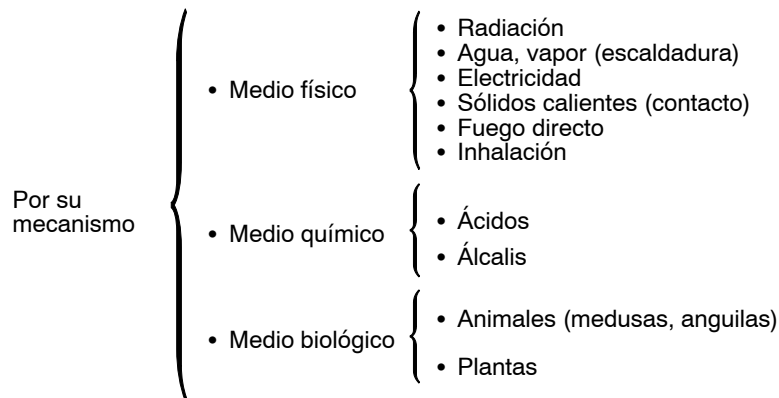 Por su
mecanismo
• Medio físico
• Radiación
• Agua, vapor (escaldadura)
• Electricidad
• Sólidos calientes (contacto)
• Fuego directo
• Inhalación
• Medio químico
• Ácidos
• Álcalis
• Medio biológico
• Animales (medusas, anguilas)
• Plantas